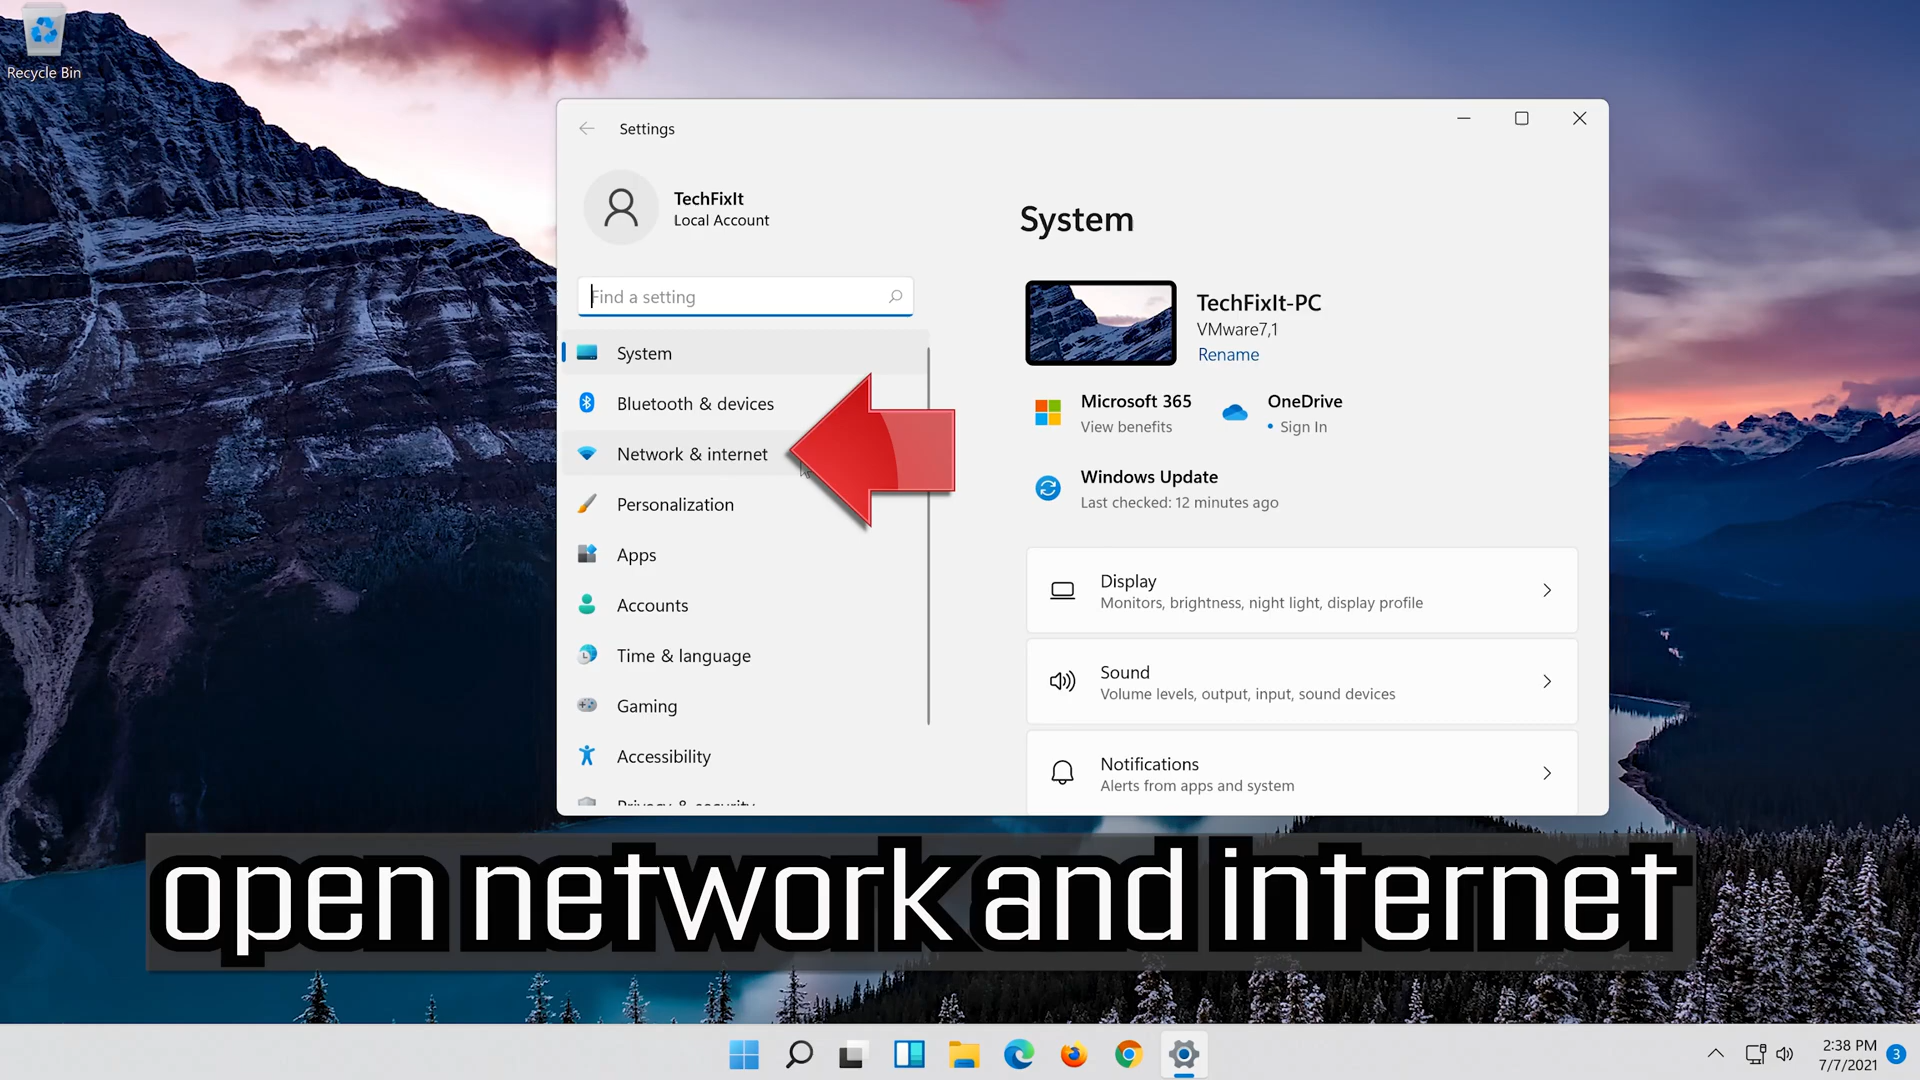 Recycle Bin
Settings
TechFixIt
Local Account
Find a setting
System
Bluetooth & devices
Network & internet
Personalization
Apps
Accounts
Time & language
Gaming
Accessibility
Privacy & security
System
TechFixIt-PC
VMware7,1
Rename
Microsoft 365
View benefits
OneDrive
• Sign In
Windows Update
Last checked: 12 minutes ago
Display
Monitors, brightness, night light, display profile
Sound
Volume levels, output, input, sound devices
Notifications
Alerts from apps and system
open network and internet
2:38 PM
7/7/2021
3